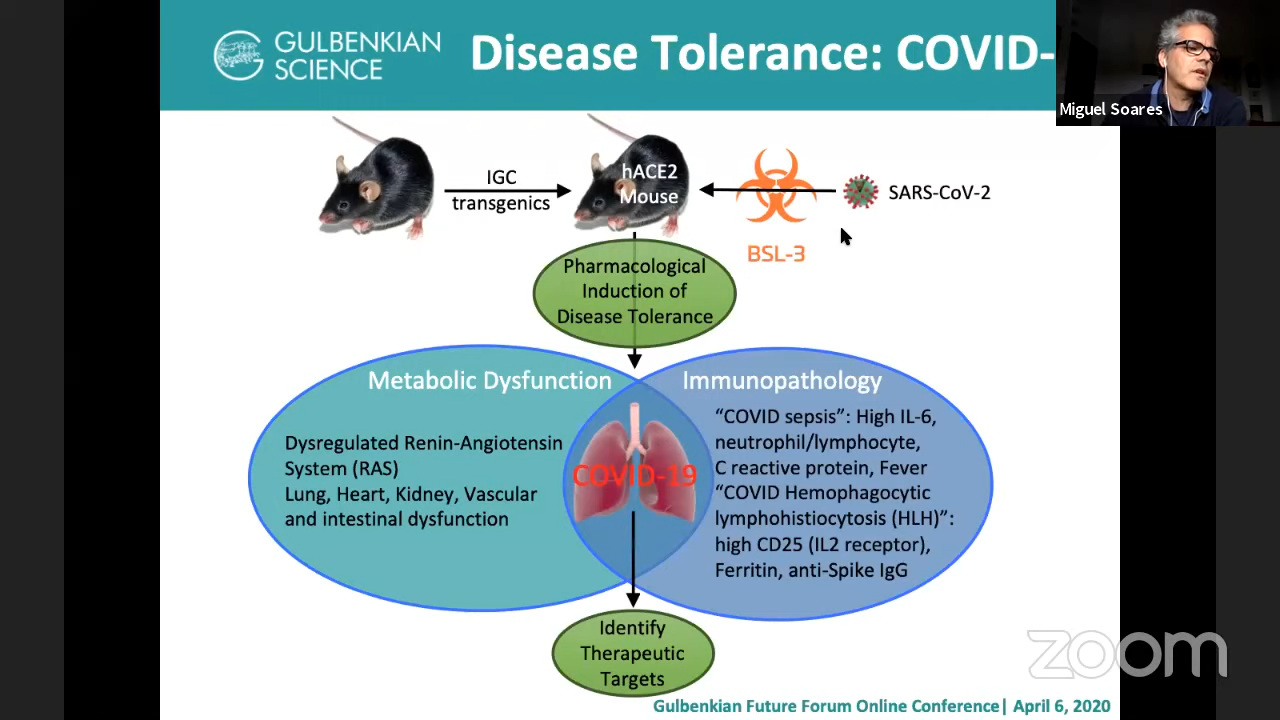 GULBENKIAN
SCIENCE
Disease Tolerance: COVID-
Miguel Soares
IGC
transgenics
hACE2
Mouse
SARS-CoV-2
BSL-3
Pharmacological
Induction of
Disease Tolerance
Metabolic Dysfunction
Immunopathology
Dysregulated Renin-Angiotensin
System (RAS)
Lung, Heart, Kidney, Vascular
and intestinal dysfunction
COVID-19
“COVID sepsis”: High IL-6,
neutrophil/lymphocyte,
C reactive protein, Fever
“COVID Hemophagocytic
lymphohistiocytosis (HLH)”:
high CD25 (IL2 receptor),
Ferritin, anti-Spike IgG
Identify
Therapeutic
Targets
zoom
Gulbenkian Future Forum Online Conference| April 6, 2020